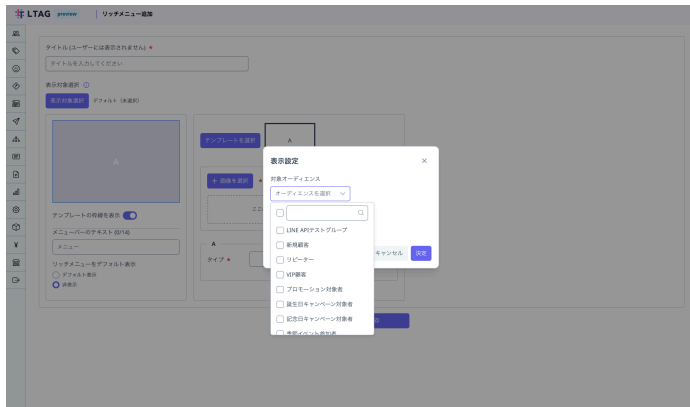 LTAG preview リッチメニュー追加
タイトル (ユーザーには表示されません) *
タイトルを入力してください
表示対象選択
表示対象選択 デフォルト (未選択)
A
テンプレートの枠線を表示
メニューバーのテキスト (0/14)
メニュー
リッチメニューをデフォルト表示
デフォルト表示
非表示
テンプレートを選択
A
+ 画像を選択 *
A
タイプ *
表示設定
対象オーディエンス
オーディエンスを選択
LINE APIテストグループ
新規顧客
リピーター
VIP顧客
プロモーション対象者
誕生日キャンペーン対象者
記念日キャンペーン対象者
季節イベント参加者
キャンセル 決定